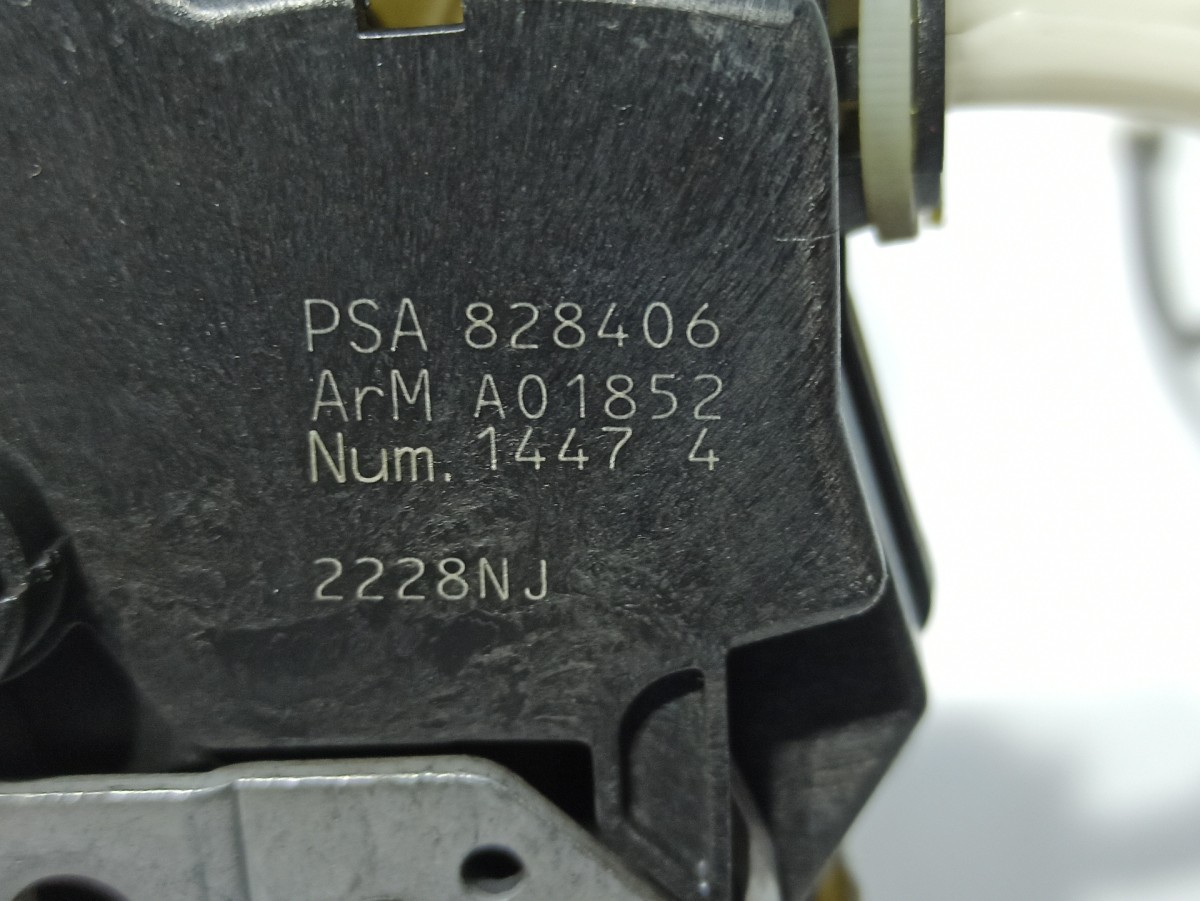 PSA 828406
ArM A01852
Num. 1447 4
2228NJ